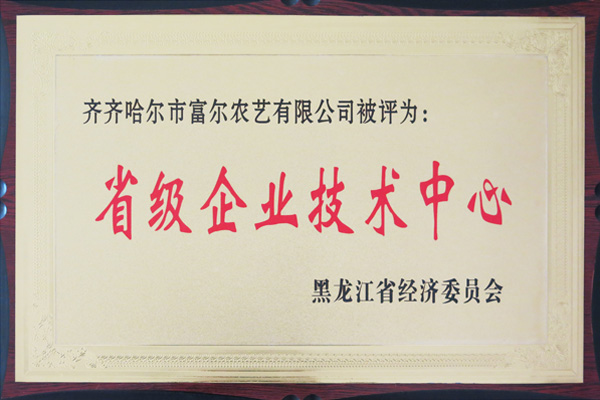 齐齐哈尔市富尔农艺有限公司被评为：
省级企业技术中心
黑龙江省经济委员会